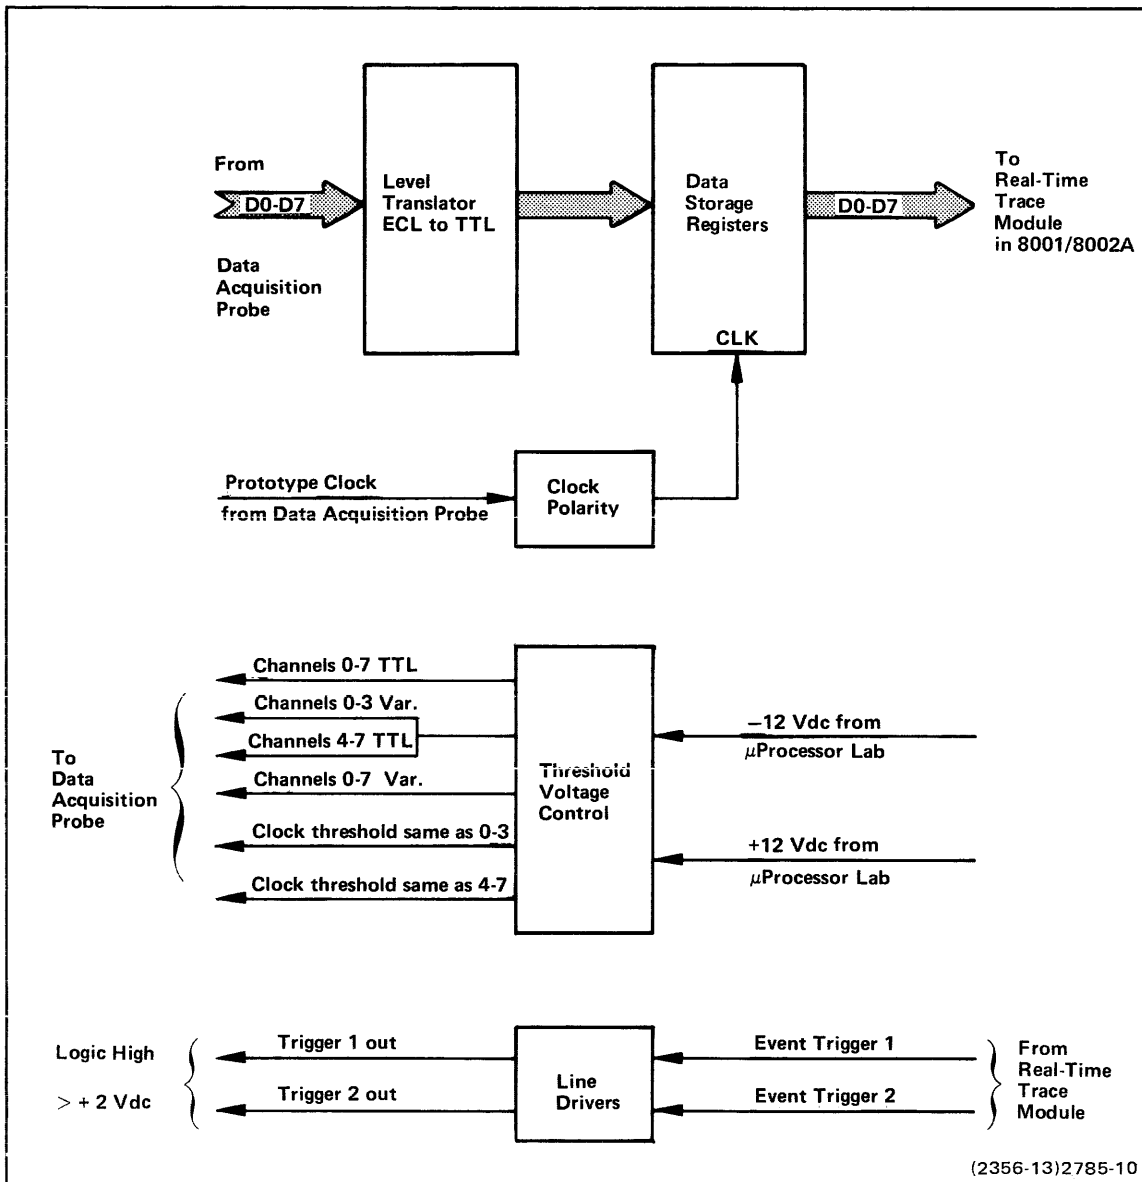 From
D0-D7
Data
Acquisition
Probe
Level
Translator
ECL to TTL
Data
Storage
Registers
CLK
D0-D7
To
Real-Time
Trace
Module
in 8001/8002A
Prototype Clock
from Data Acquisition Probe
Clock
Polarity
To
Data
Acquisition
Probe
Channels 0-7 TTL
Channels 0-3 Var.
Channels 4-7 TTL
Channels 0-7 Var.
Clock threshold same as 0-3
Clock threshold same as 4-7
Threshold
Voltage
Control
—12 Vdc from
μProcessor Lab
+12 Vdc from
μProcessor Lab
Logic High
> + 2 Vdc
Trigger 1 out
Trigger 2 out
Line
Drivers
Event Trigger 1
Event Trigger 2
From
Real-Time
Trace
Module
(2356-13)2785-10